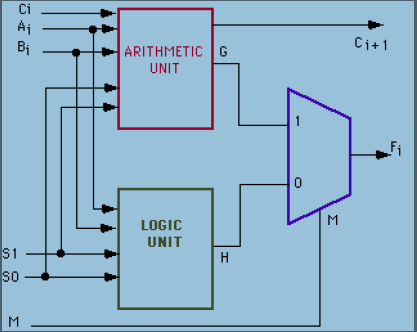 Ci
Ai
Bi
ARITHMETIC
UNIT
G
Ci+1
1
0
Fi
M
LOGIC
UNIT
H
S1
S0
M